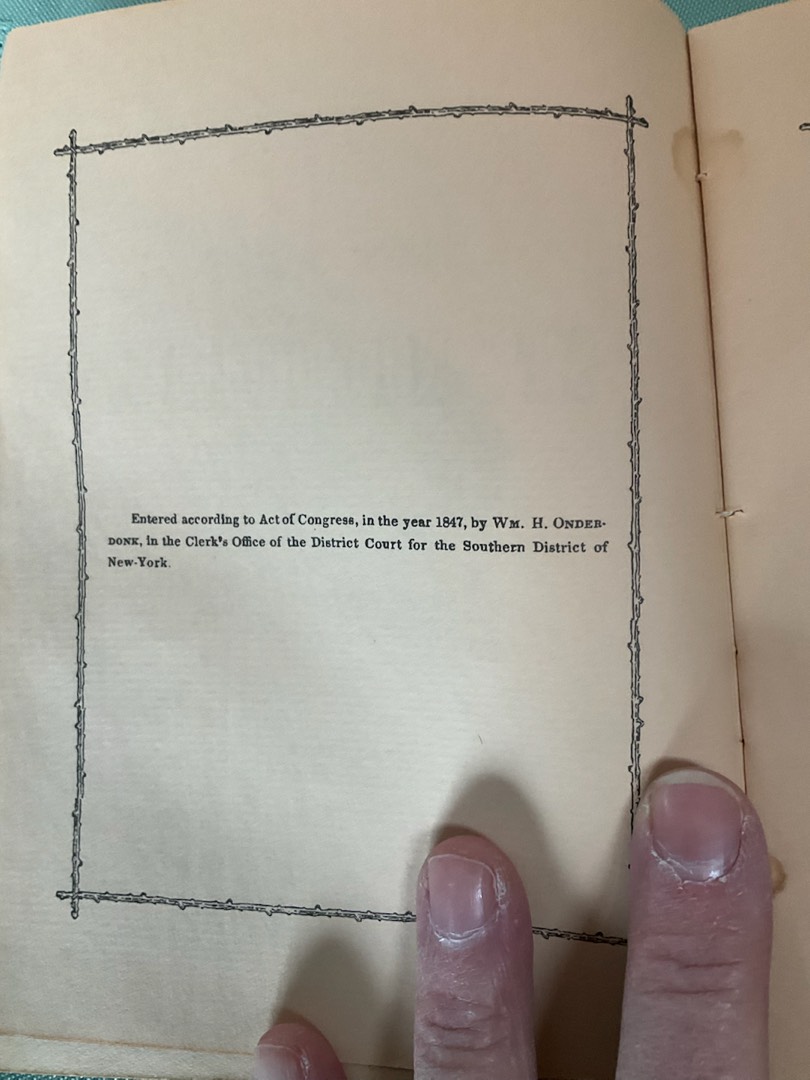 Entered according to Act of Congress, in the year 1847, by WM. H. ONDER-
DONK, in the Clerk's Office of the District Court for the Southern District of
New-York.